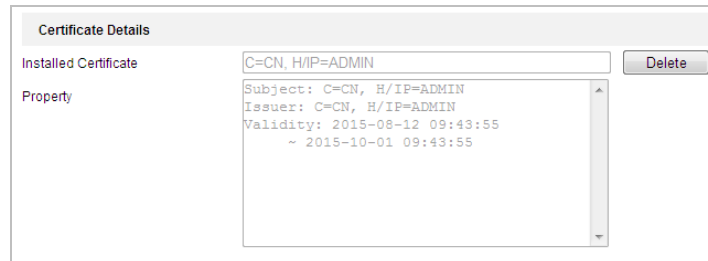 Certificate Details
Installed Certificate C=CN, H/IP=ADMIN Delete
Property
Subject: C=CN, H/IP=ADMIN
Issuer: C=CN, H/IP=ADMIN
Validity: 2015-08-12 09:43:55
~ 2015-10-01 09:43:55